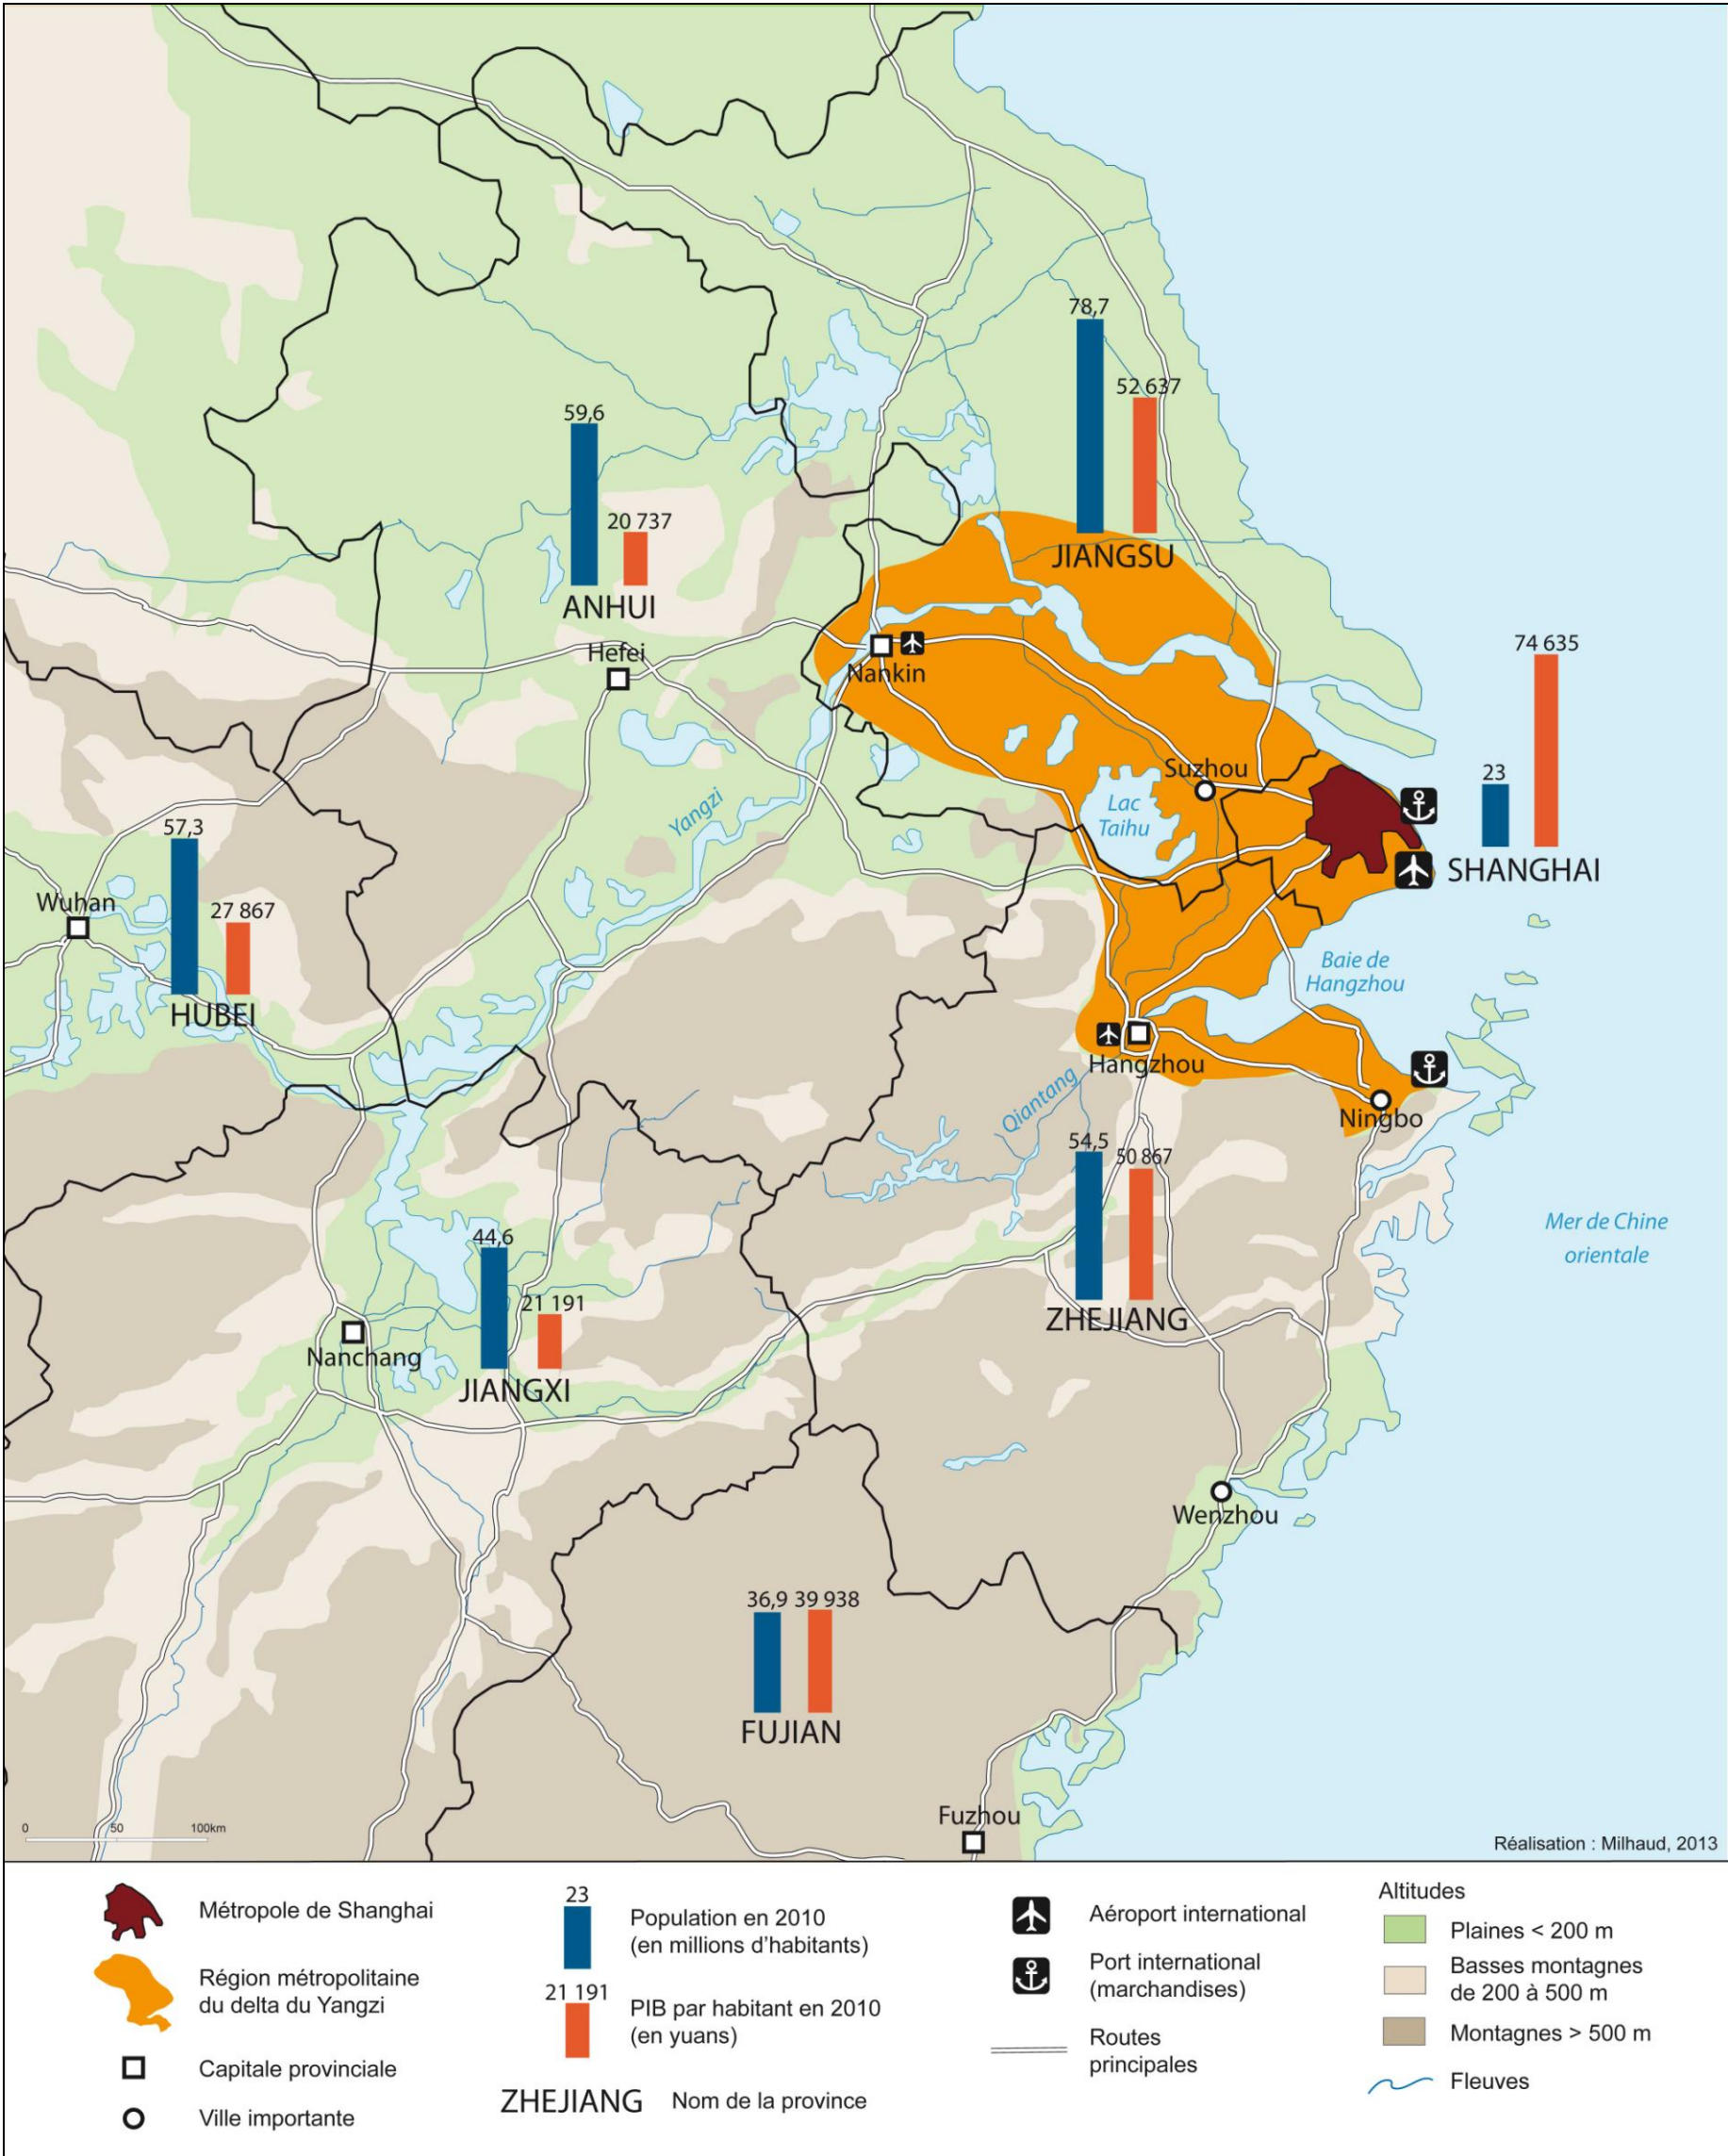 78,7
52 637
JIANGSU
59,6
20 737
ANHUI
Hefei
Nankin
74 635
23
SHANGHAI
Suzhou
Lac
Taihu
Yangzi
57,3
27 867
HUBEI
Wuhan
Baie de
Hangzhou
Hangzhou
Qiantang
Ningbo
54,5
50 867
ZHEJIANG
Mer de Chine
orientale
44,6
21 191
JIANGXI
Nanchang
Wenzhou
36,9
39 938
FUJIAN
Fuzhou
0 50 100km
Réalisation : Milhaud, 2013
Métropole de Shanghai
Région métropolitaine
du delta du Yangzi
Capitale provinciale
Ville importante
23
Population en 2010
(en millions d'habitants)
21 191
PIB par habitant en 2010
(en yuans)
ZHEJIANG Nom de la province
Aéroport international
Port international
(marchandises)
Routes
principales
Altitudes
Plaines < 200 m
Basses montagnes
de 200 à 500 m
Montagnes > 500 m
Fleuves